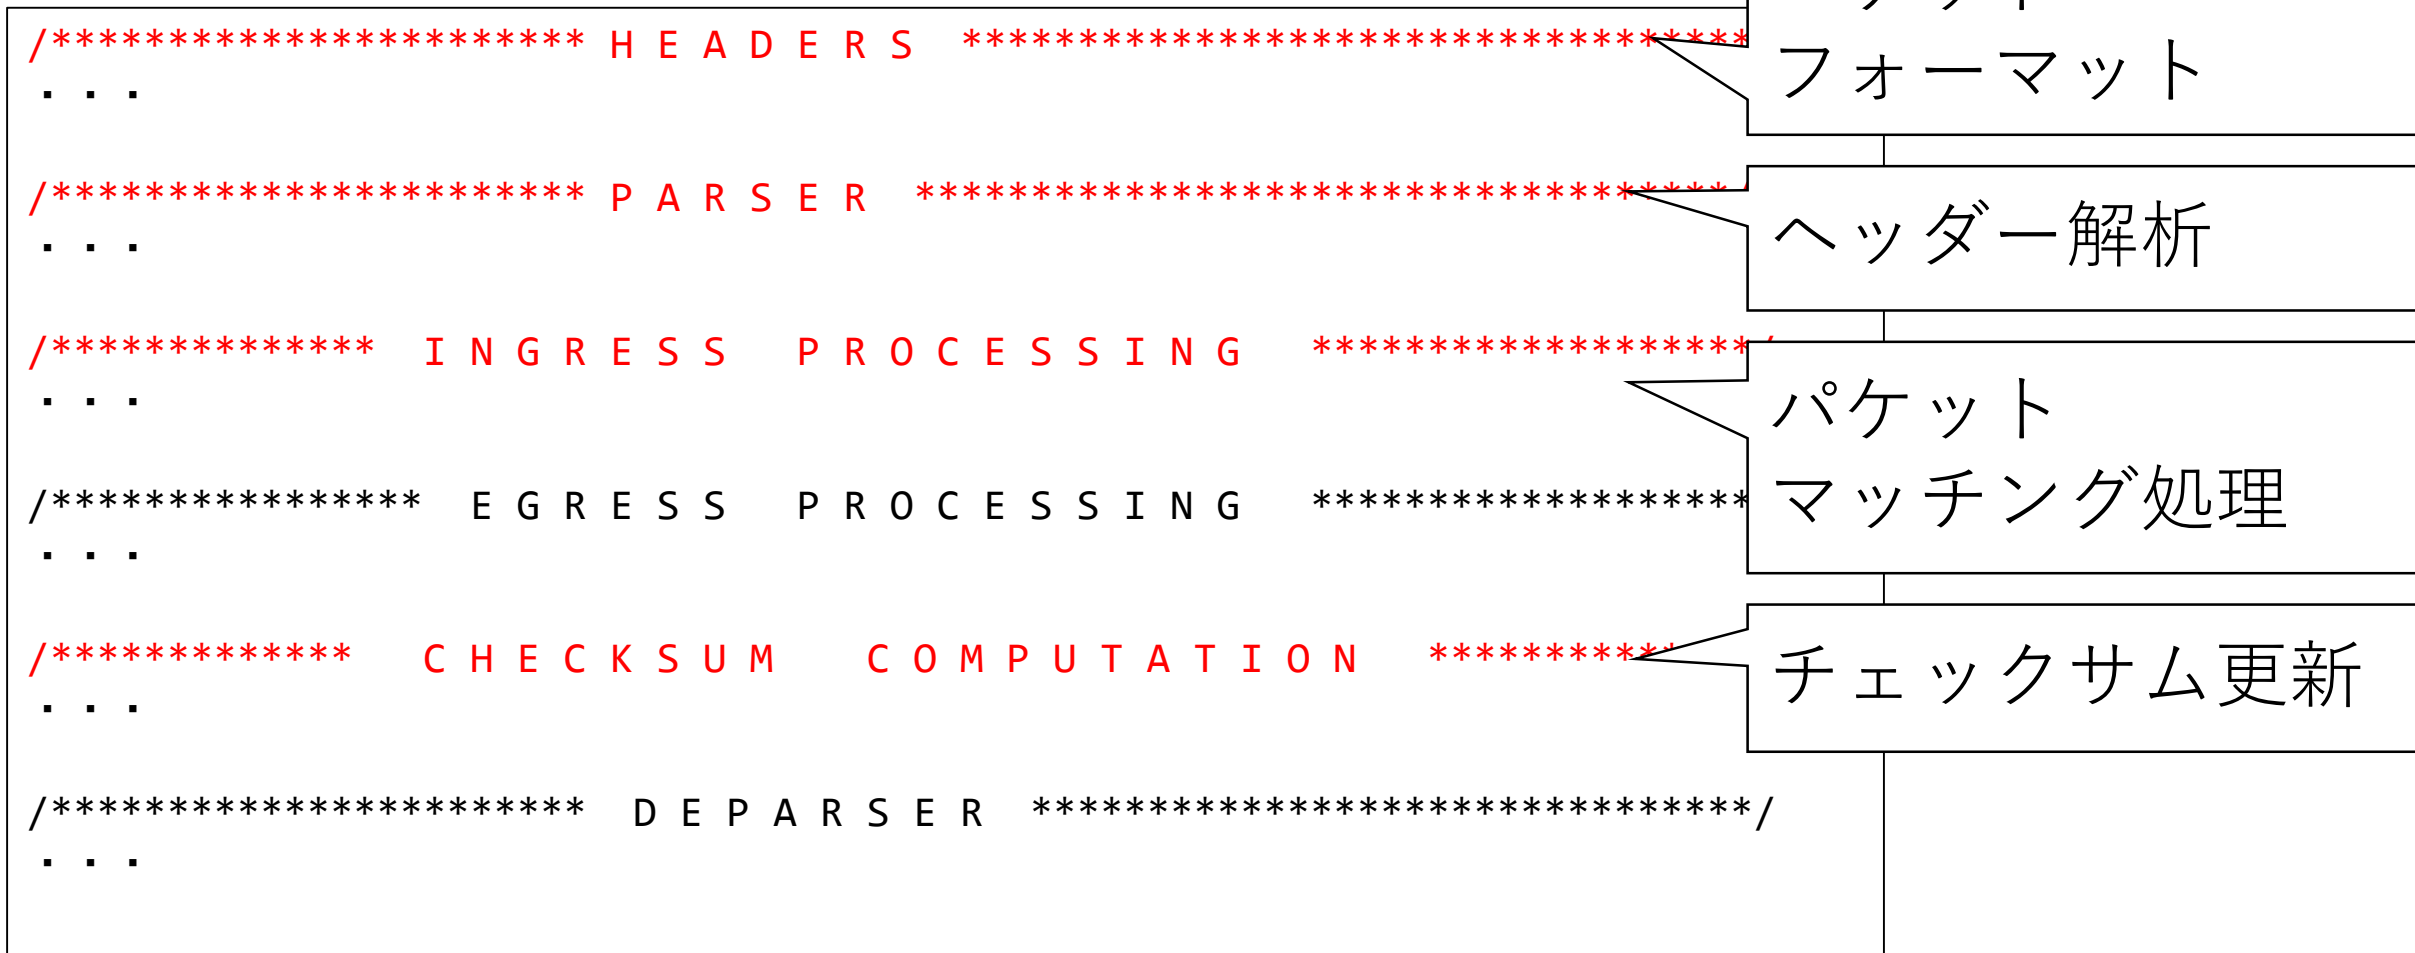 /*********************** H E A D E R S  **********************************
...
フォーマット
/*********************** P A R S E R  ***********************************/
...
ヘッダー解析
/************** I N G R E S S   P R O C E S S I N G   *******************/
...
パケット
マッチング処理
/**************** E G R E S S   P R O C E S S I N G   *******************
...
/*************   C H E C K S U M    C O M P U T A T I O N   **********
...
チェックサム更新
/***********************  D E P A R S E R  *******************************/
...